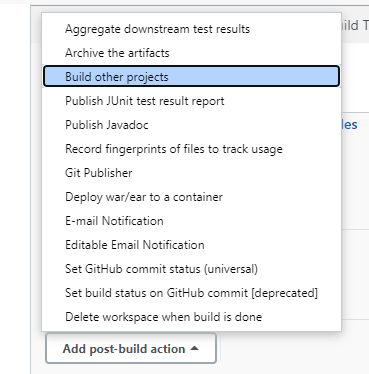 Aggregate downstream test results
Archive the artifacts
Build other projects
Publish JUnit test result report
Publish Javadoc
Record fingerprints of files to track usage
Git Publisher
Deploy war/ear to a container
E-mail Notification
Editable Email Notification
Set GitHub commit status (universal)
Set build status on GitHub commit [deprecated]
Delete workspace when build is done
Add post-build action